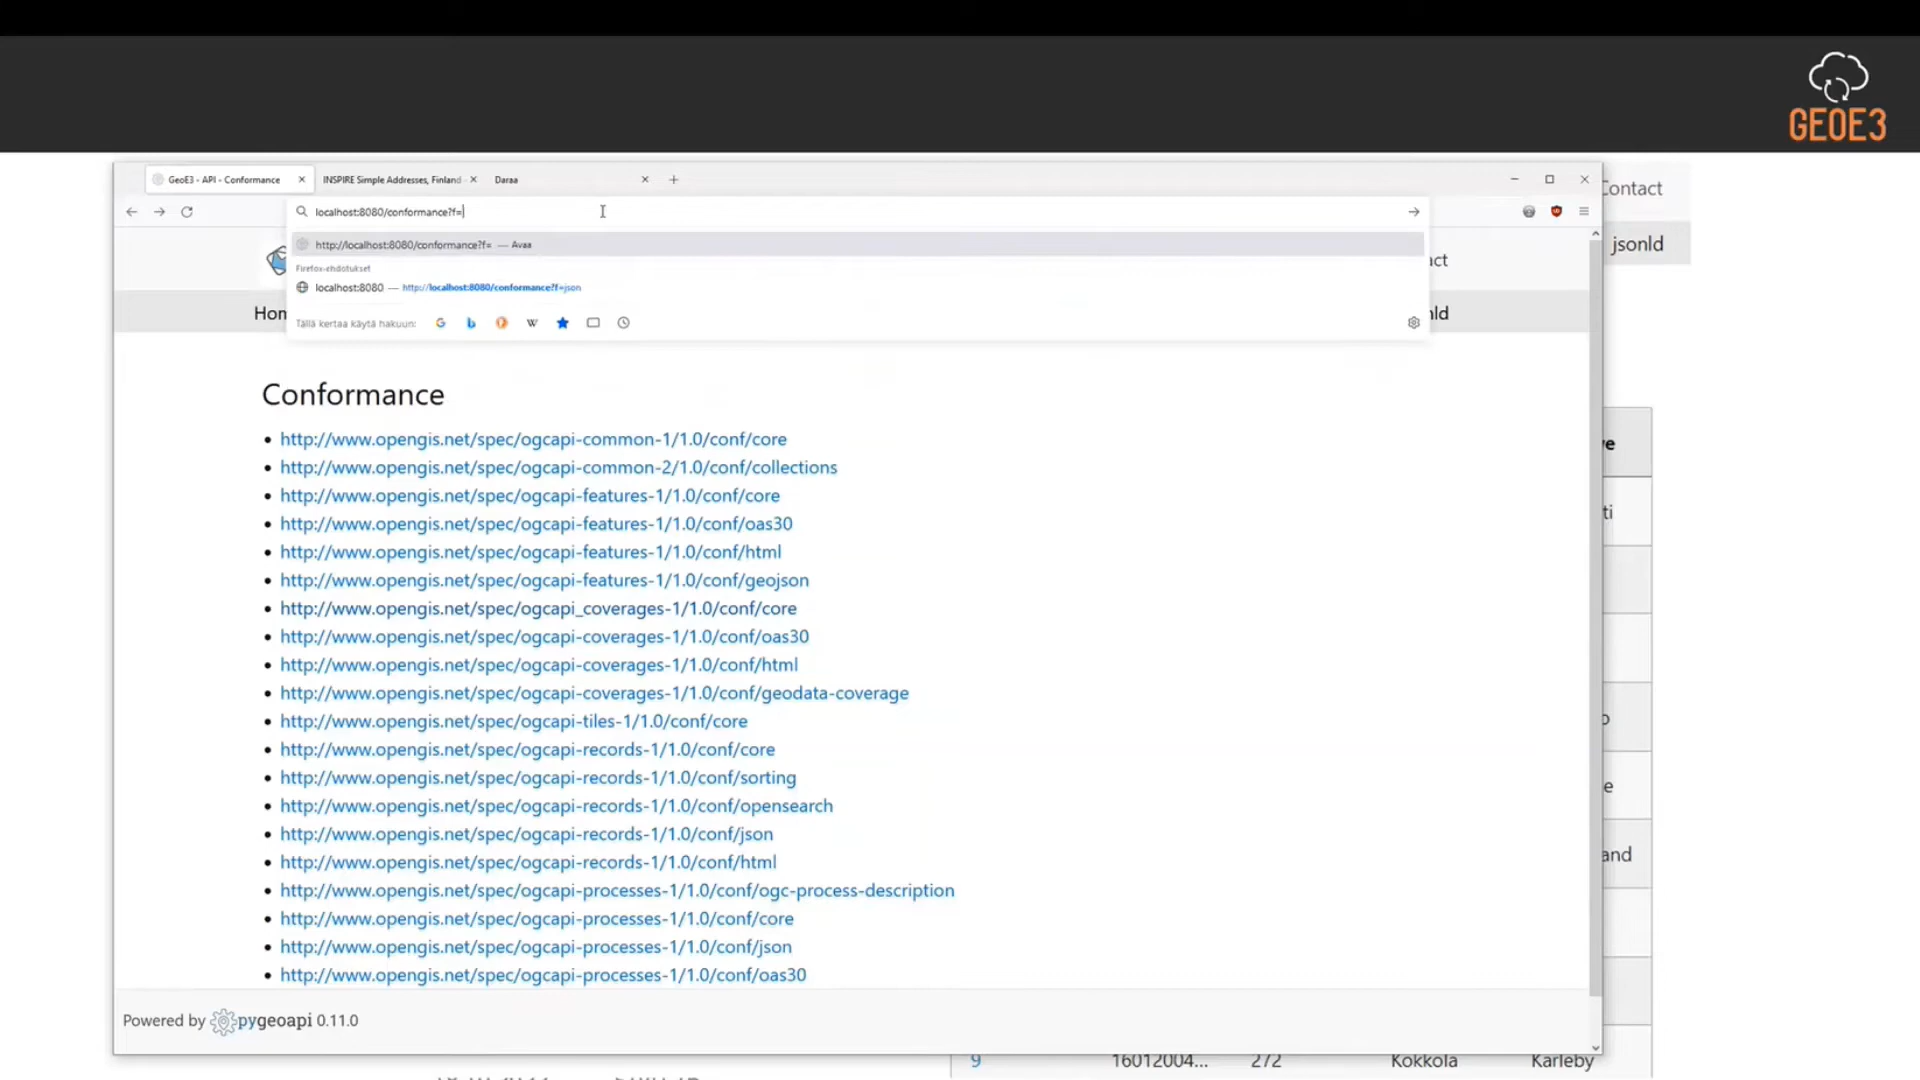 GEOE3
GeoE3 - API - Conformance
INSPIRE Simple Addresses, Finland
Daraa
Contact
localhost:8080/conformance?f=
http://localhost:8080/conformance?f= — Avaa
jsonld
Firefox-ehdotukset
localhost:8080 — http://localhost:8080/conformance?f=json
Tällä kertaa käytä hakuun:
Conformance
http://www.opengis.net/spec/ogcapi-common-1/1.0/conf/core
http://www.opengis.net/spec/ogcapi-common-2/1.0/conf/collections
http://www.opengis.net/spec/ogcapi-features-1/1.0/conf/core
http://www.opengis.net/spec/ogcapi-features-1/1.0/conf/oas30
http://www.opengis.net/spec/ogcapi-features-1/1.0/conf/html
http://www.opengis.net/spec/ogcapi-features-1/1.0/conf/geojson
http://www.opengis.net/spec/ogcapi_coverages-1/1.0/conf/core
http://www.opengis.net/spec/ogcapi-coverages-1/1.0/conf/oas30
http://www.opengis.net/spec/ogcapi-coverages-1/1.0/conf/html
http://www.opengis.net/spec/ogcapi-coverages-1/1.0/conf/geodata-coverage
http://www.opengis.net/spec/ogcapi-tiles-1/1.0/conf/core
http://www.opengis.net/spec/ogcapi-records-1/1.0/conf/core
http://www.opengis.net/spec/ogcapi-records-1/1.0/conf/sorting
http://www.opengis.net/spec/ogcapi-records-1/1.0/conf/opensearch
http://www.opengis.net/spec/ogcapi-records-1/1.0/conf/json
http://www.opengis.net/spec/ogcapi-records-1/1.0/conf/html
http://www.opengis.net/spec/ogcapi-processes-1/1.0/conf/ogc-process-description
http://www.opengis.net/spec/ogcapi-processes-1/1.0/conf/core
http://www.opengis.net/spec/ogcapi-processes-1/1.0/conf/json
http://www.opengis.net/spec/ogcapi-processes-1/1.0/conf/oas30
Powered by pygeoapi 0.11.0
9 16012004... 272 Kokkola Karleby